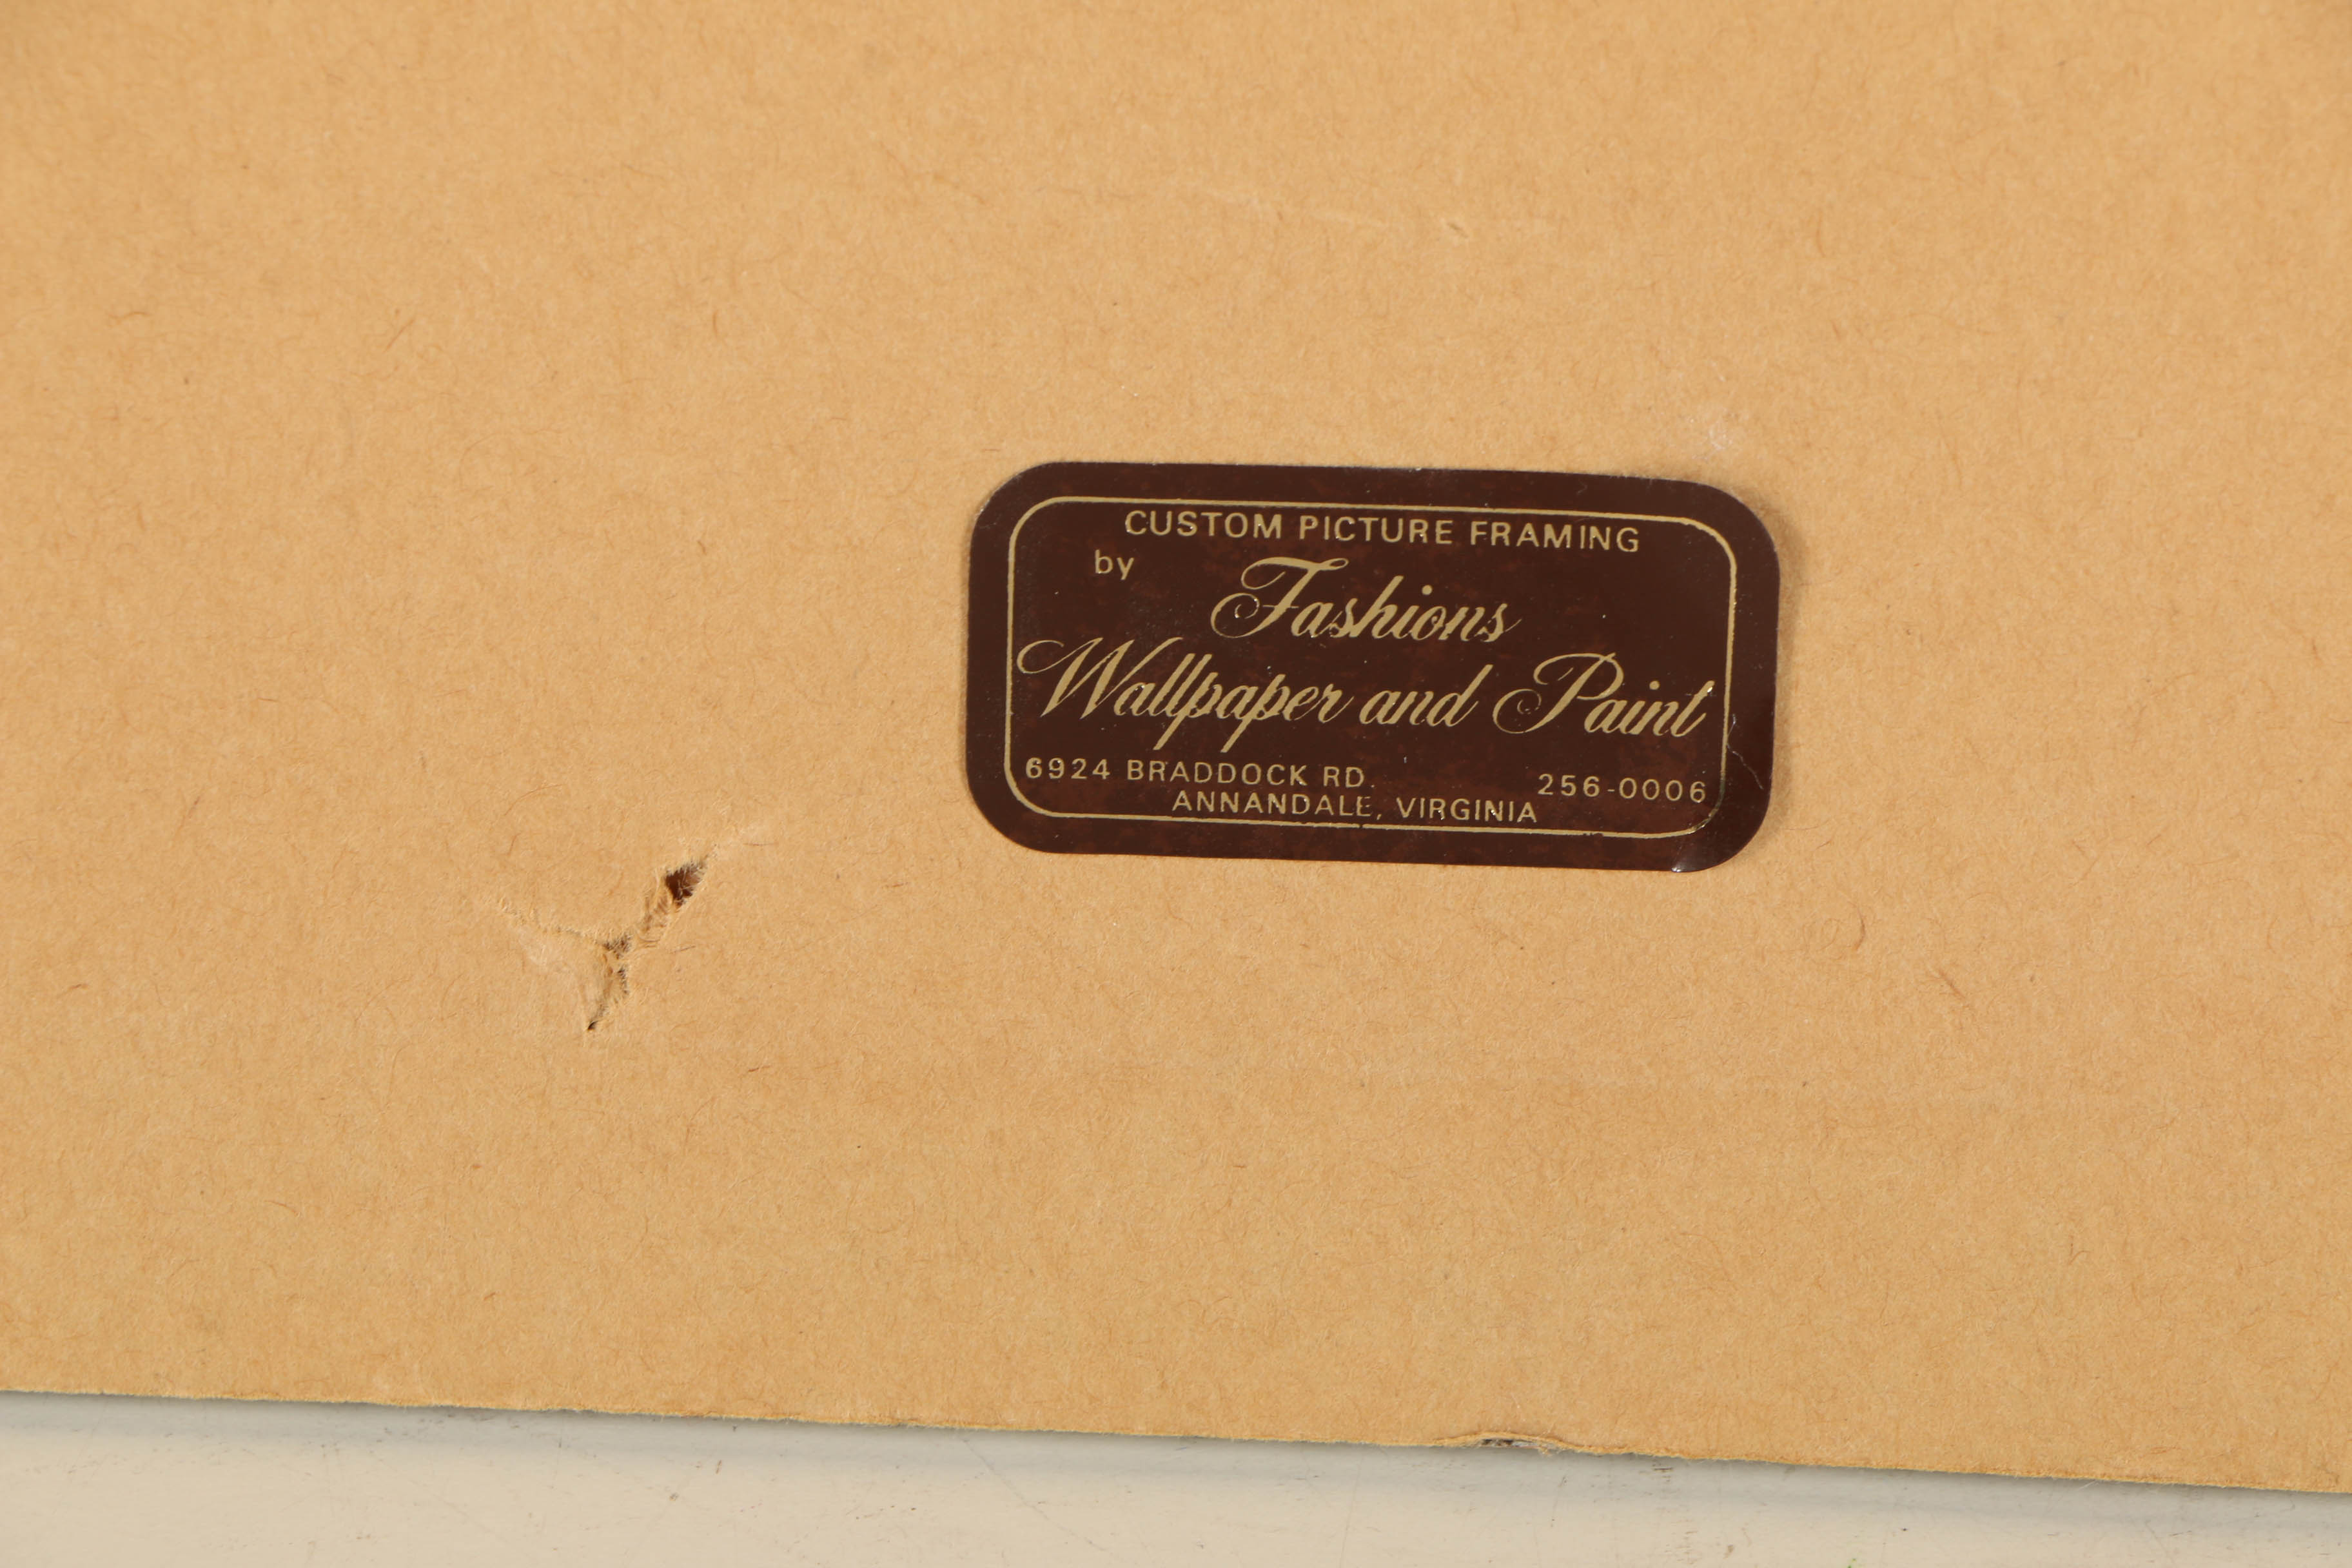 CUSTOM PICTURE FRAMING
by
Fashions
Wallpaper and Paint
6924 BRADDOCK RD. 256-0006
ANNANDALE, VIRGINIA